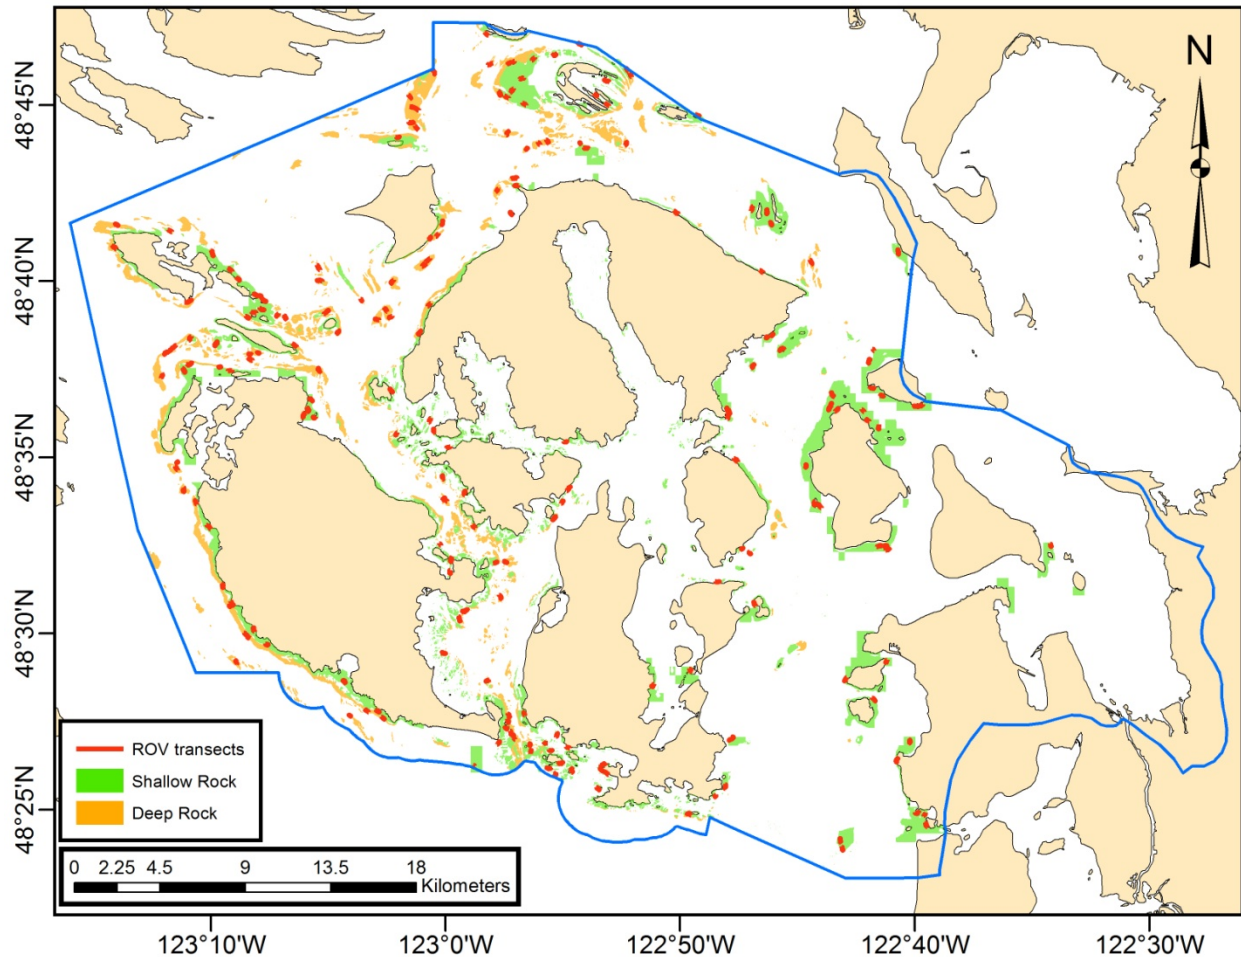 N
48°45'N
48°40'N
48°35'N
48°30'N
48°25'N
ROV transects
Shallow Rock
Deep Rock
0 2.25 4.5 9 13.5 18
Kilometers
123°10'W 123°0'W 122°50'W 122°40'W 122°30'W